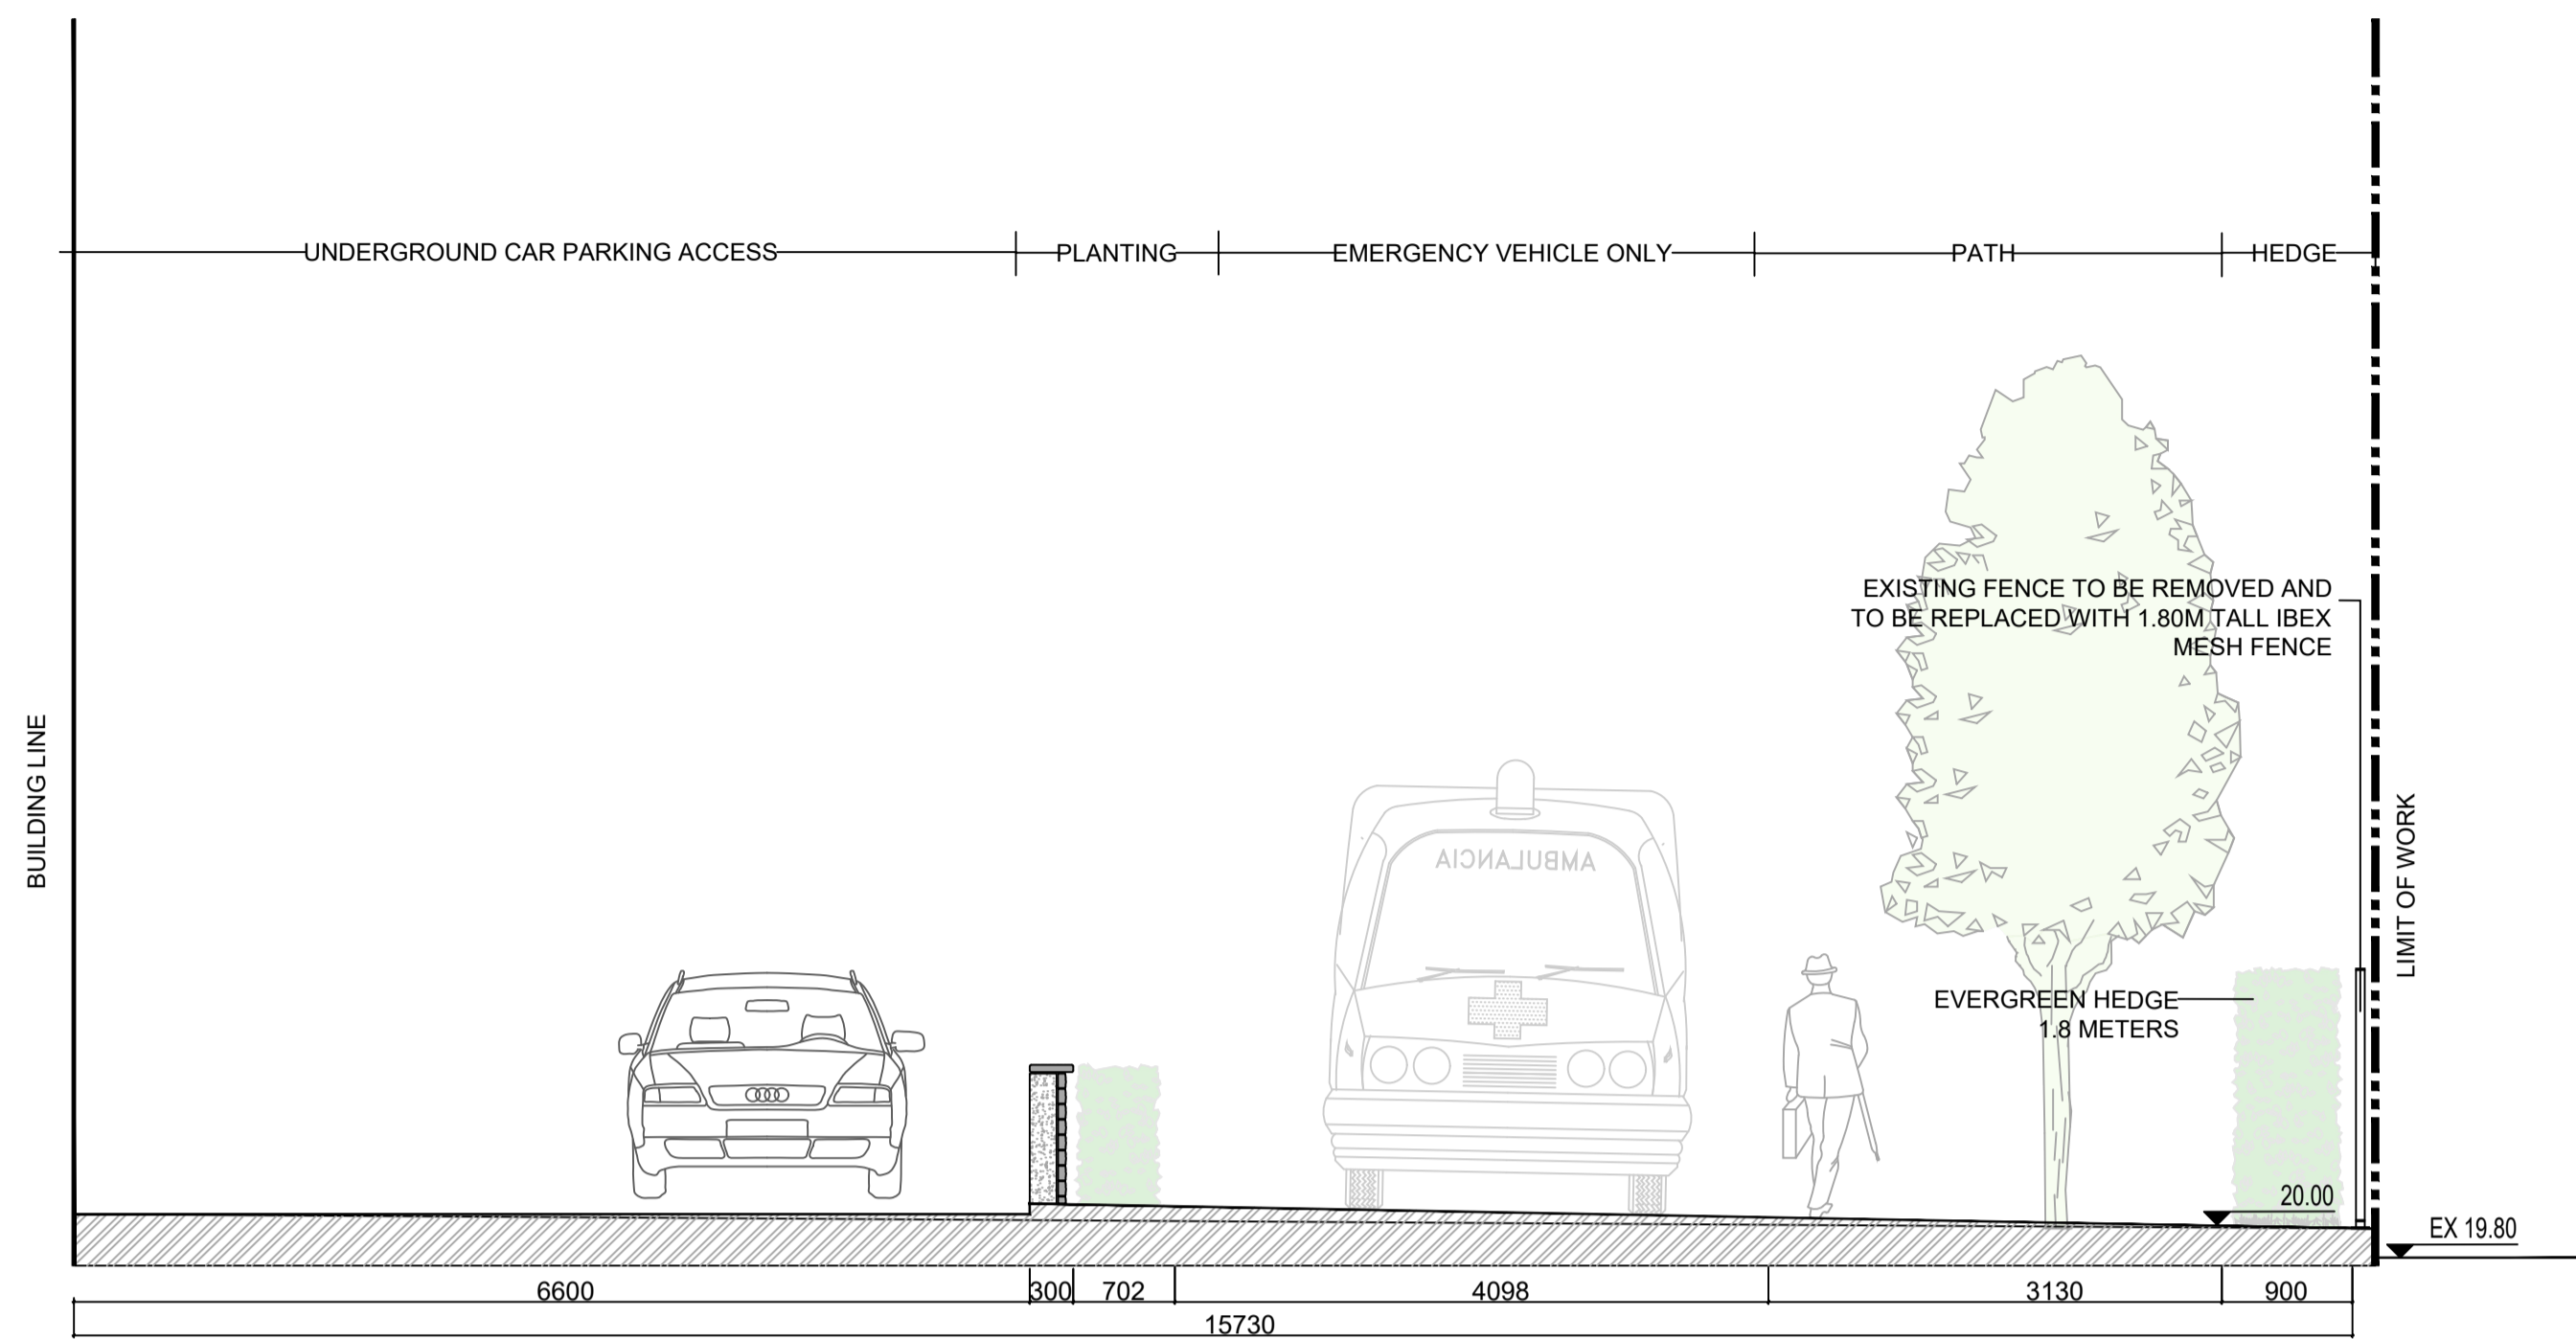 UNDERGROUND CAR PARKING ACCESS
PLANTING
EMERGENCY VEHICLE ONLY
PATH
HEDGE
EXISTING FENCE TO BE REMOVED AND
TO BE REPLACED WITH 1.80M TALL IBEX
MESH FENCE
BUILDING LINE
LIMIT OF WORK
AMBULANCIA
EVERGREEN HEDGE
1.8 METERS
20.00
EX 19.80
6600
300
702
4098
3130
900
15730